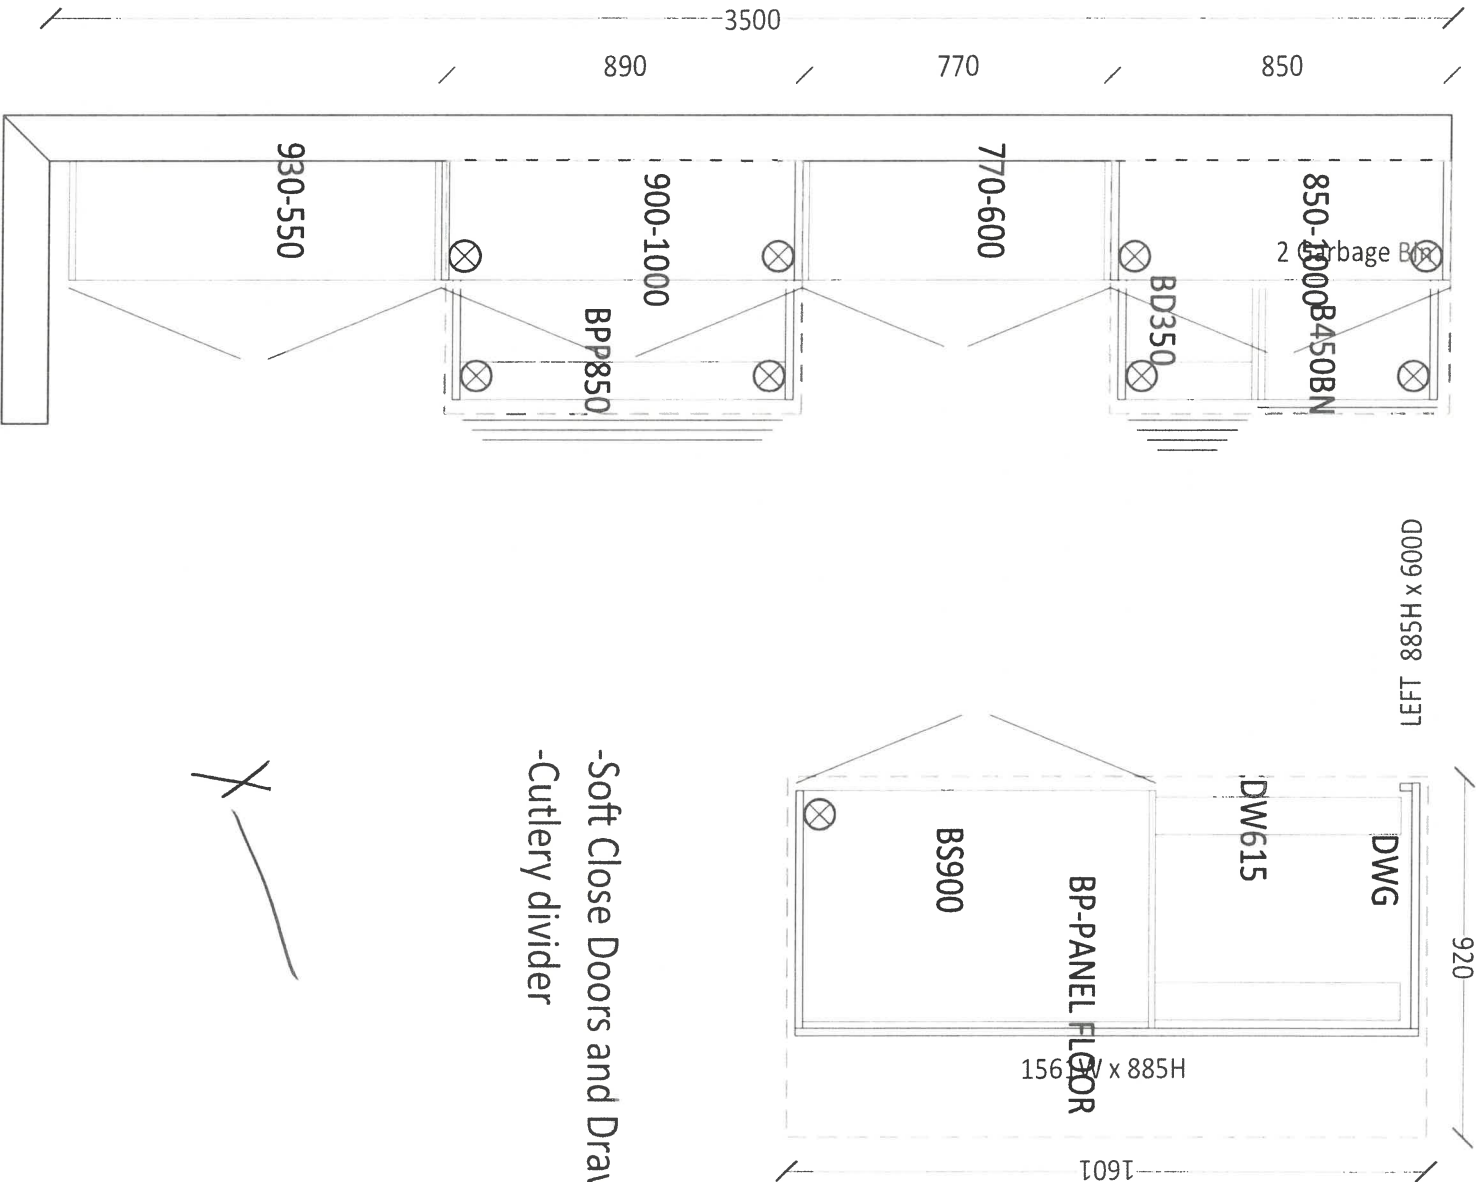 3500
890
770
850
930-550
900-1000
770-600
850-1000
2 Garbage Bin
BPP850
BD350
B450BN
LEFT 885H x 600D
-Soft Close Doors and Draw
-Cutlery divider
BS900
DW615
DWG
BP-PANEL FLOOR
1561W x 885H
920
1601